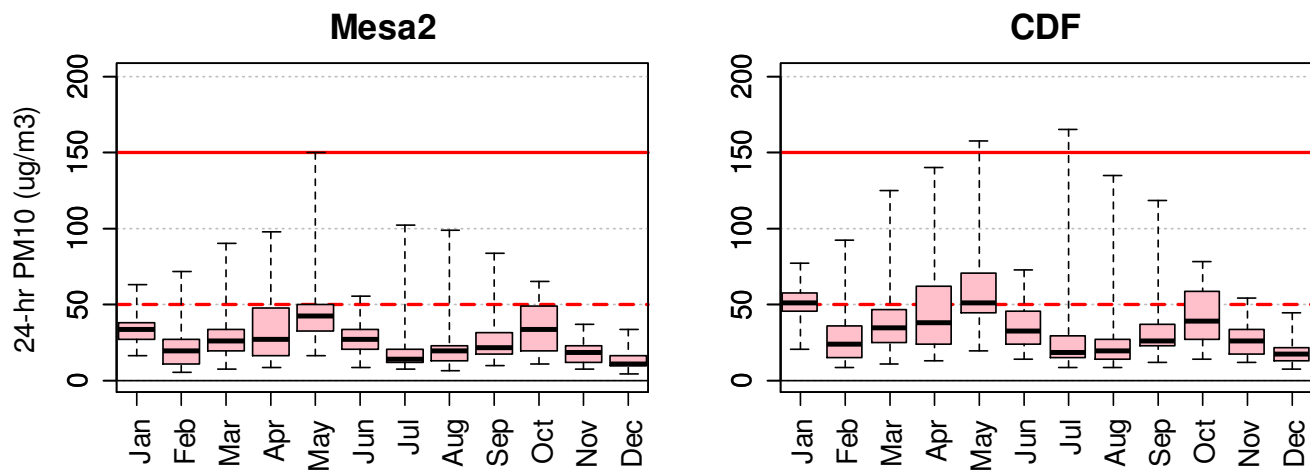 Mesa2
24-hr PM10 (ug/m3)
200
150
100
50
0
Jan Feb Mar Apr May Jun Jul Aug Sep Oct Nov Dec
CDF
200
150
100
50
0
Jan Feb Mar Apr May Jun Jul Aug Sep Oct Nov Dec